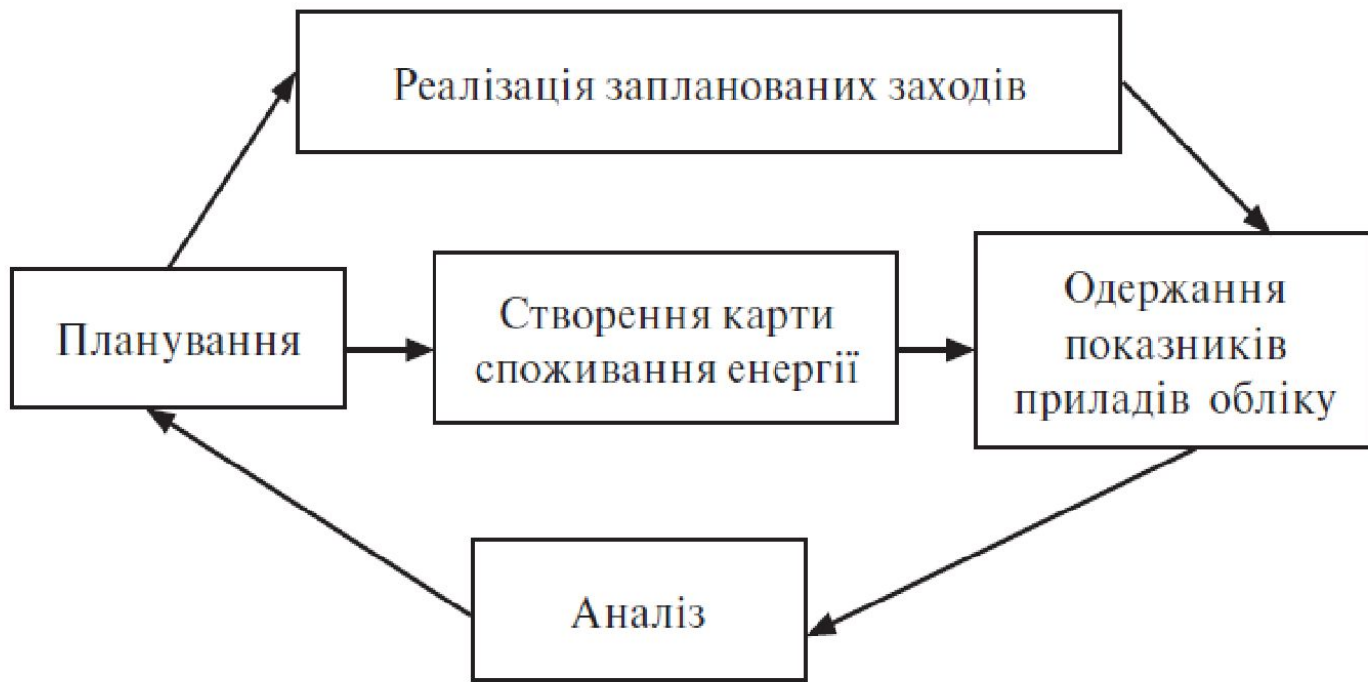 Реалізація запланованих заходів
Планування
Створення карти
споживання енергії
Одержання
показників
приладів обліку
Аналіз